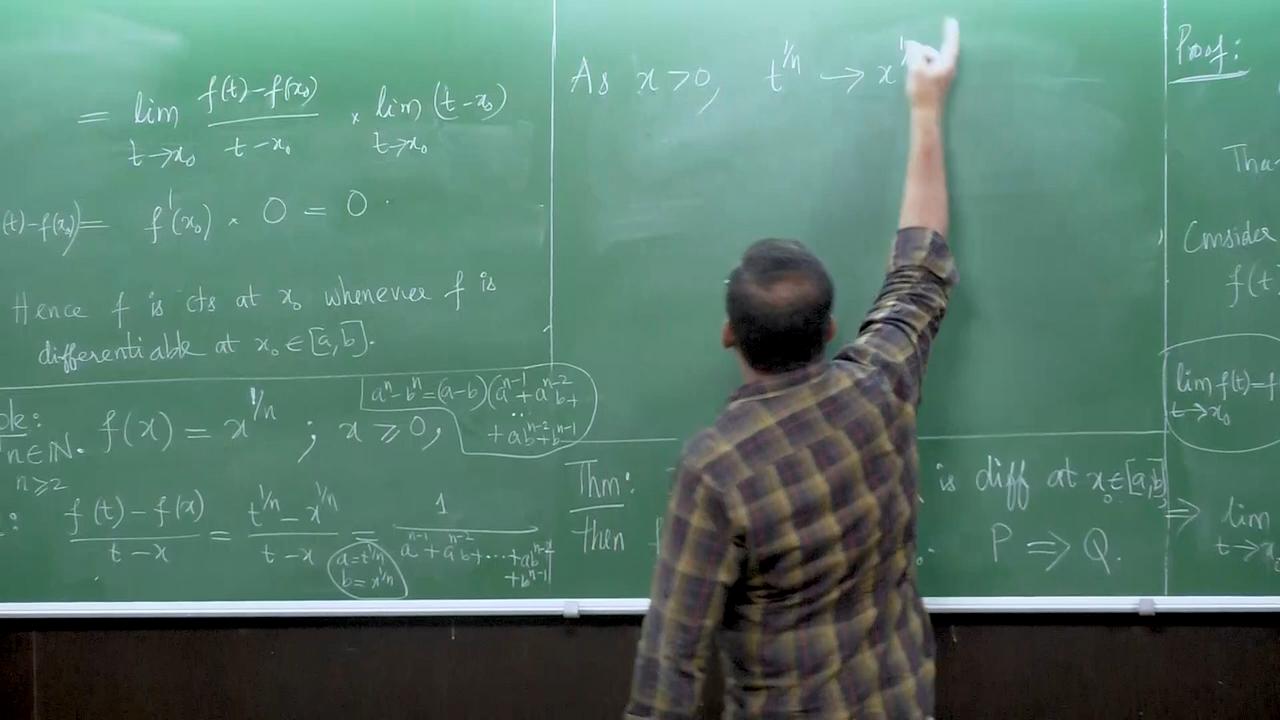 = lim f(t)-f(x₀) / t-x₀ × lim (t-x₀)
t→x₀ t→x₀
(t)-f(x₀)) = f'(x₀) × 0 = 0.
Hence f is cts at x₀ whenever f is
differentiable at x₀ ∈ [a,b].
ple:
n∈ℕ.
n≥2
f(x) = x^{1/n} ; x ≥ 0,
aⁿ-bⁿ=(a-b)(aⁿ⁻¹+aⁿ⁻²b+
..
+abⁿ⁻²+bⁿ⁻¹
: f(t)-f(x) / t-x = t^{1/n}-x^{1/n} / t-x = 1 / aⁿ⁻¹+aⁿ⁻²b+....+abⁿ⁻²
+bⁿ⁻¹
a=t^{1/n}
b=x^{1/n}
As x>0, t^{1/n} → x
Thm: is diff at x₀∈[a,b]
then P ⇒ Q.
Proof:
Tha
Consider
f(t
lim f(t)=f
t→x₀
⇒ lim